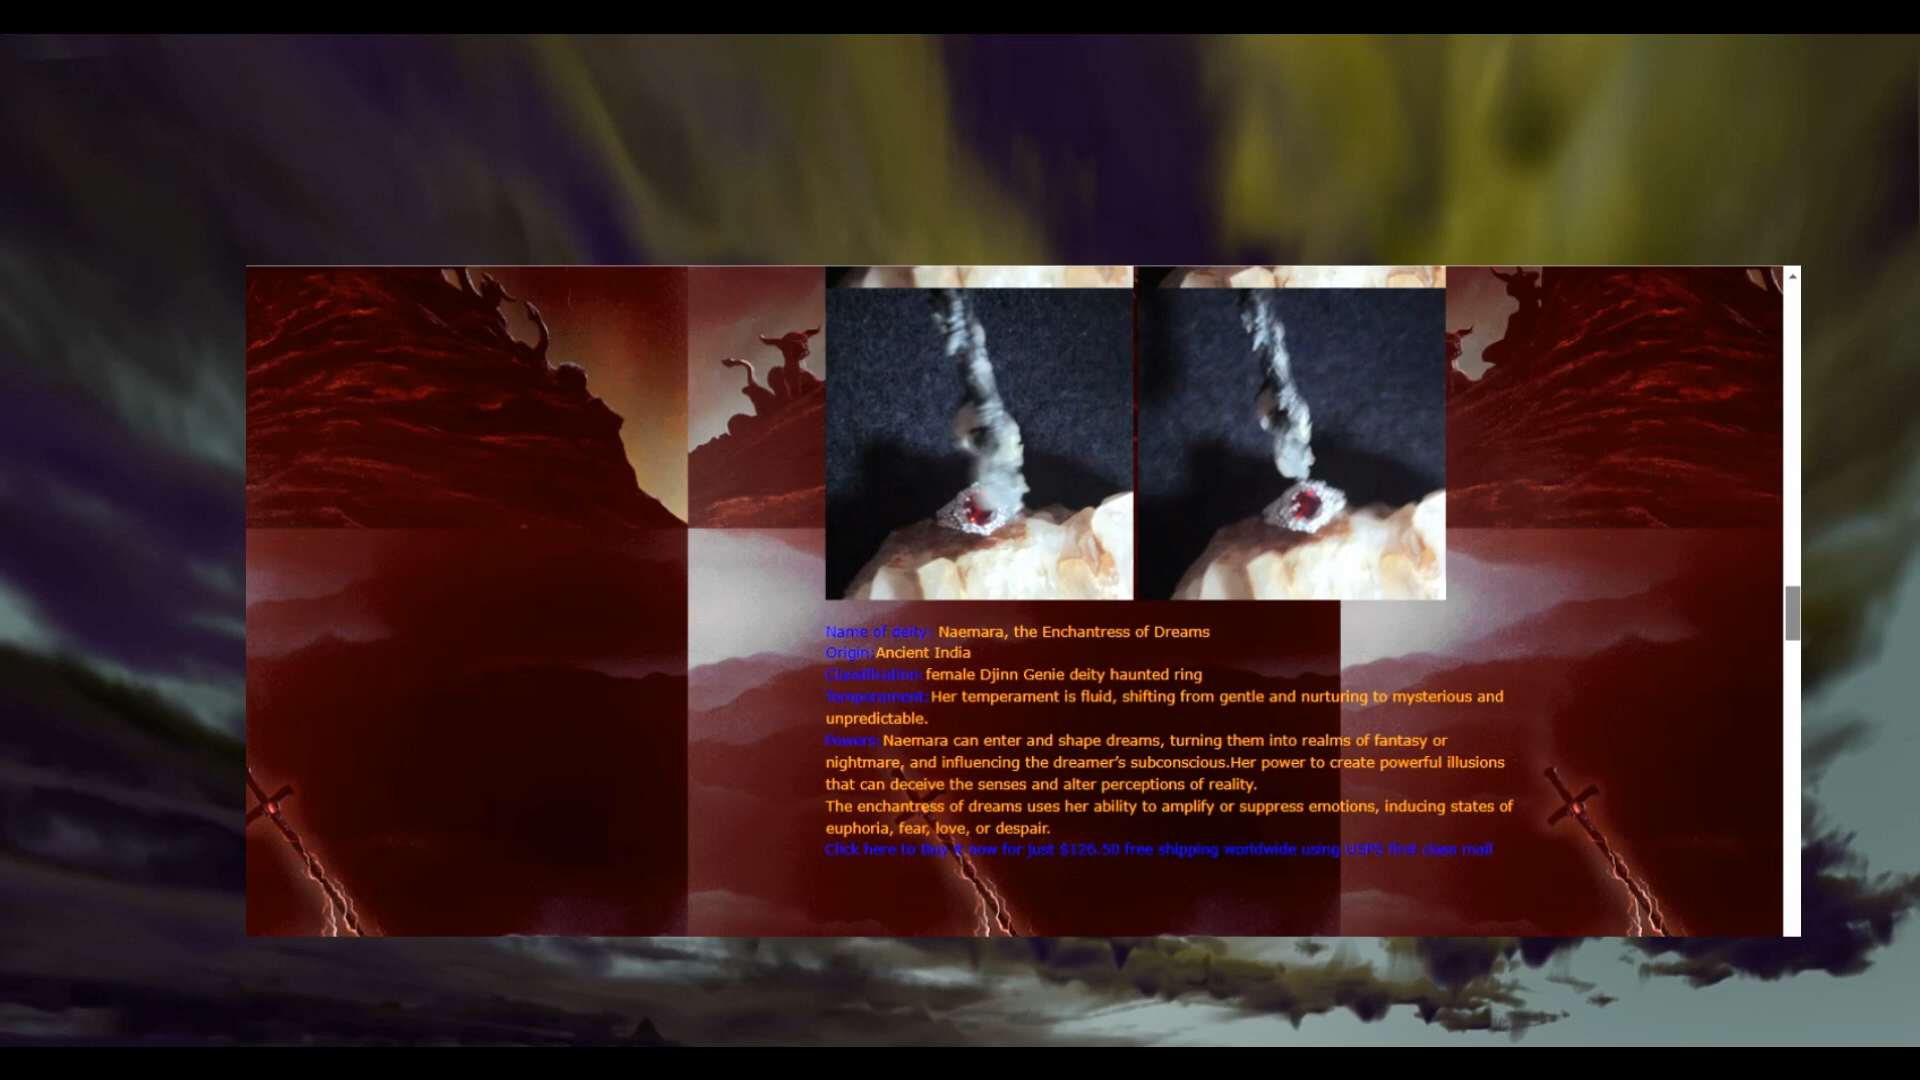 Name of deity: Naemara, the Enchantress of Dreams
Origin:Ancient India
Classification: female Djinn Genie deity haunted ring
Temperament:Her temperament is fluid, shifting from gentle and nurturing to mysterious and
unpredictable.
Powers: Naemara can enter and shape dreams, turning them into realms of fantasy or
nightmare, and influencing the dreamer’s subconscious.Her power to create powerful illusions
that can deceive the senses and alter perceptions of reality.
The enchantress of dreams uses her ability to amplify or suppress emotions, inducing states of
euphoria, fear, love, or despair.
Click here to Buy it now for just $126.50 free shipping worldwide using USPS first class mail